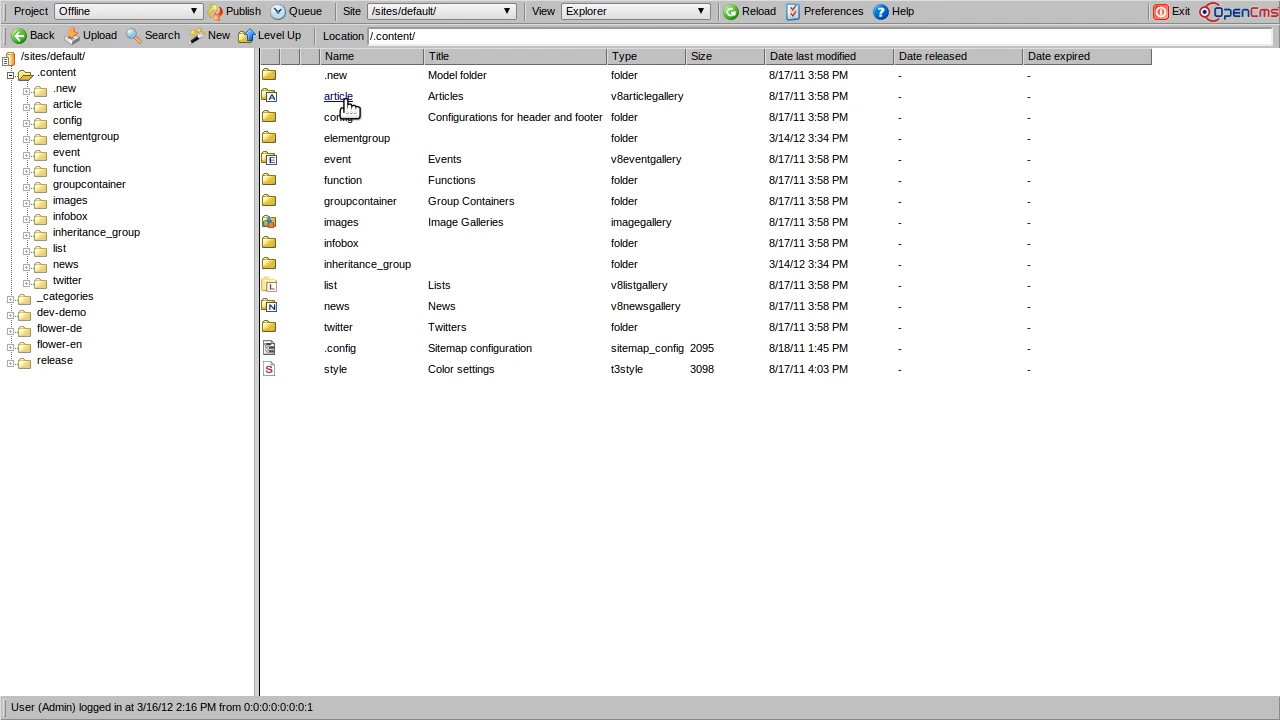 Project Offline Publish Queue Site /sites/default/ View Explorer Reload Preferences Help Exit OpenCms
Back Upload Search New Level Up Location /.content/
/sites/default/
.content
.new
article
config
elementgroup
event
function
groupcontainer
images
infobox
inheritance_group
list
news
twitter
_categories
dev-demo
flower-de
flower-en
release
Name Title Type Size Date last modified Date released Date expired
.new Model folder folder 8/17/11 3:58 PM - -
article Articles v8articlegallery 8/17/11 3:58 PM - -
config Configurations for header and footer folder 8/17/11 3:58 PM - -
elementgroup folder 3/14/12 3:34 PM - -
event Events v8eventgallery 8/17/11 3:58 PM - -
function Functions folder 8/17/11 3:58 PM - -
groupcontainer Group Containers folder 8/17/11 3:58 PM - -
images Image Galleries imagegallery 8/17/11 3:58 PM - -
infobox folder 8/17/11 3:58 PM - -
inheritance_group folder 3/14/12 3:34 PM - -
list Lists v8listgallery 8/17/11 3:58 PM - -
news News v8newsgallery 8/17/11 3:58 PM - -
twitter Twitters folder 8/17/11 3:58 PM - -
.config Sitemap configuration sitemap_config 2095 8/18/11 1:45 PM - -
style Color settings t3style 3098 8/17/11 4:03 PM - -
User (Admin) logged in at 3/16/12 2:16 PM from 0:0:0:0:0:0:0:1